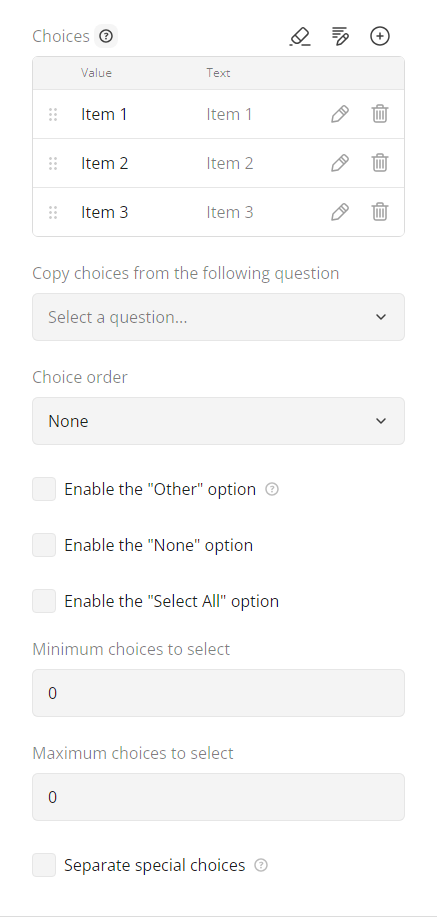 Choices
Value Text
Item 1 Item 1
Item 2 Item 2
Item 3 Item 3
Copy choices from the following question
Select a question...
Choice order
None
Enable the "Other" option
Enable the "None" option
Enable the "Select All" option
Minimum choices to select
0
Maximum choices to select
0
Separate special choices